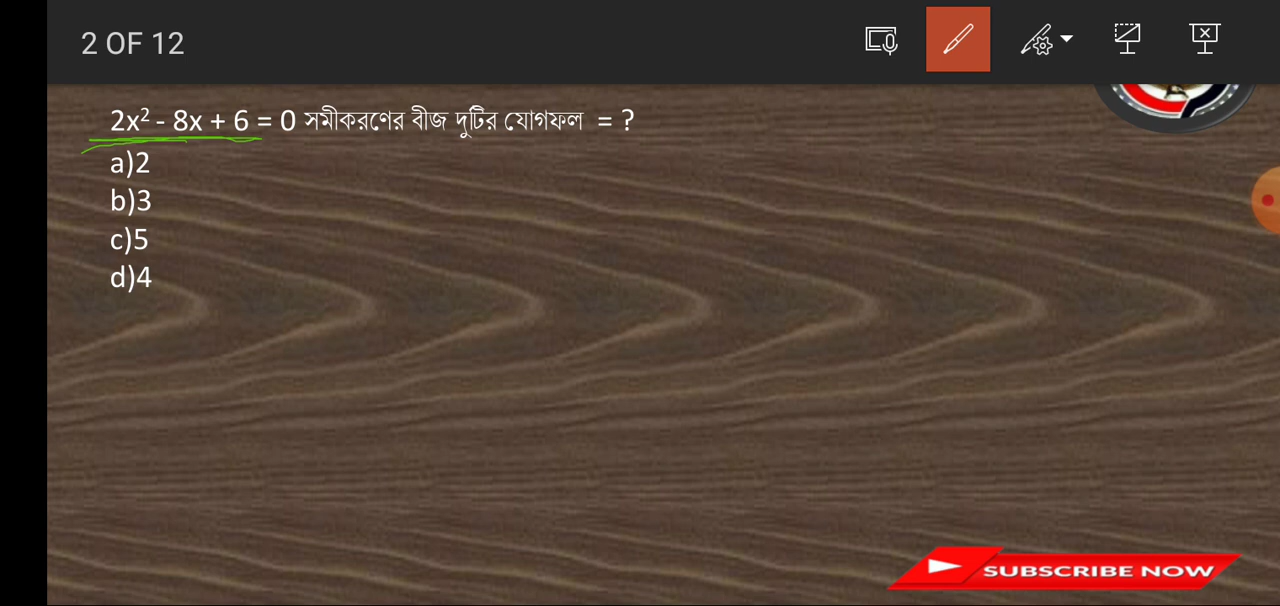 2 OF 12
2x² - 8x + 6 = 0 সমীকরণের বীজ দুটির যোগফল = ?
a)2
b)3
c)5
d)4
SUBSCRIBE NOW